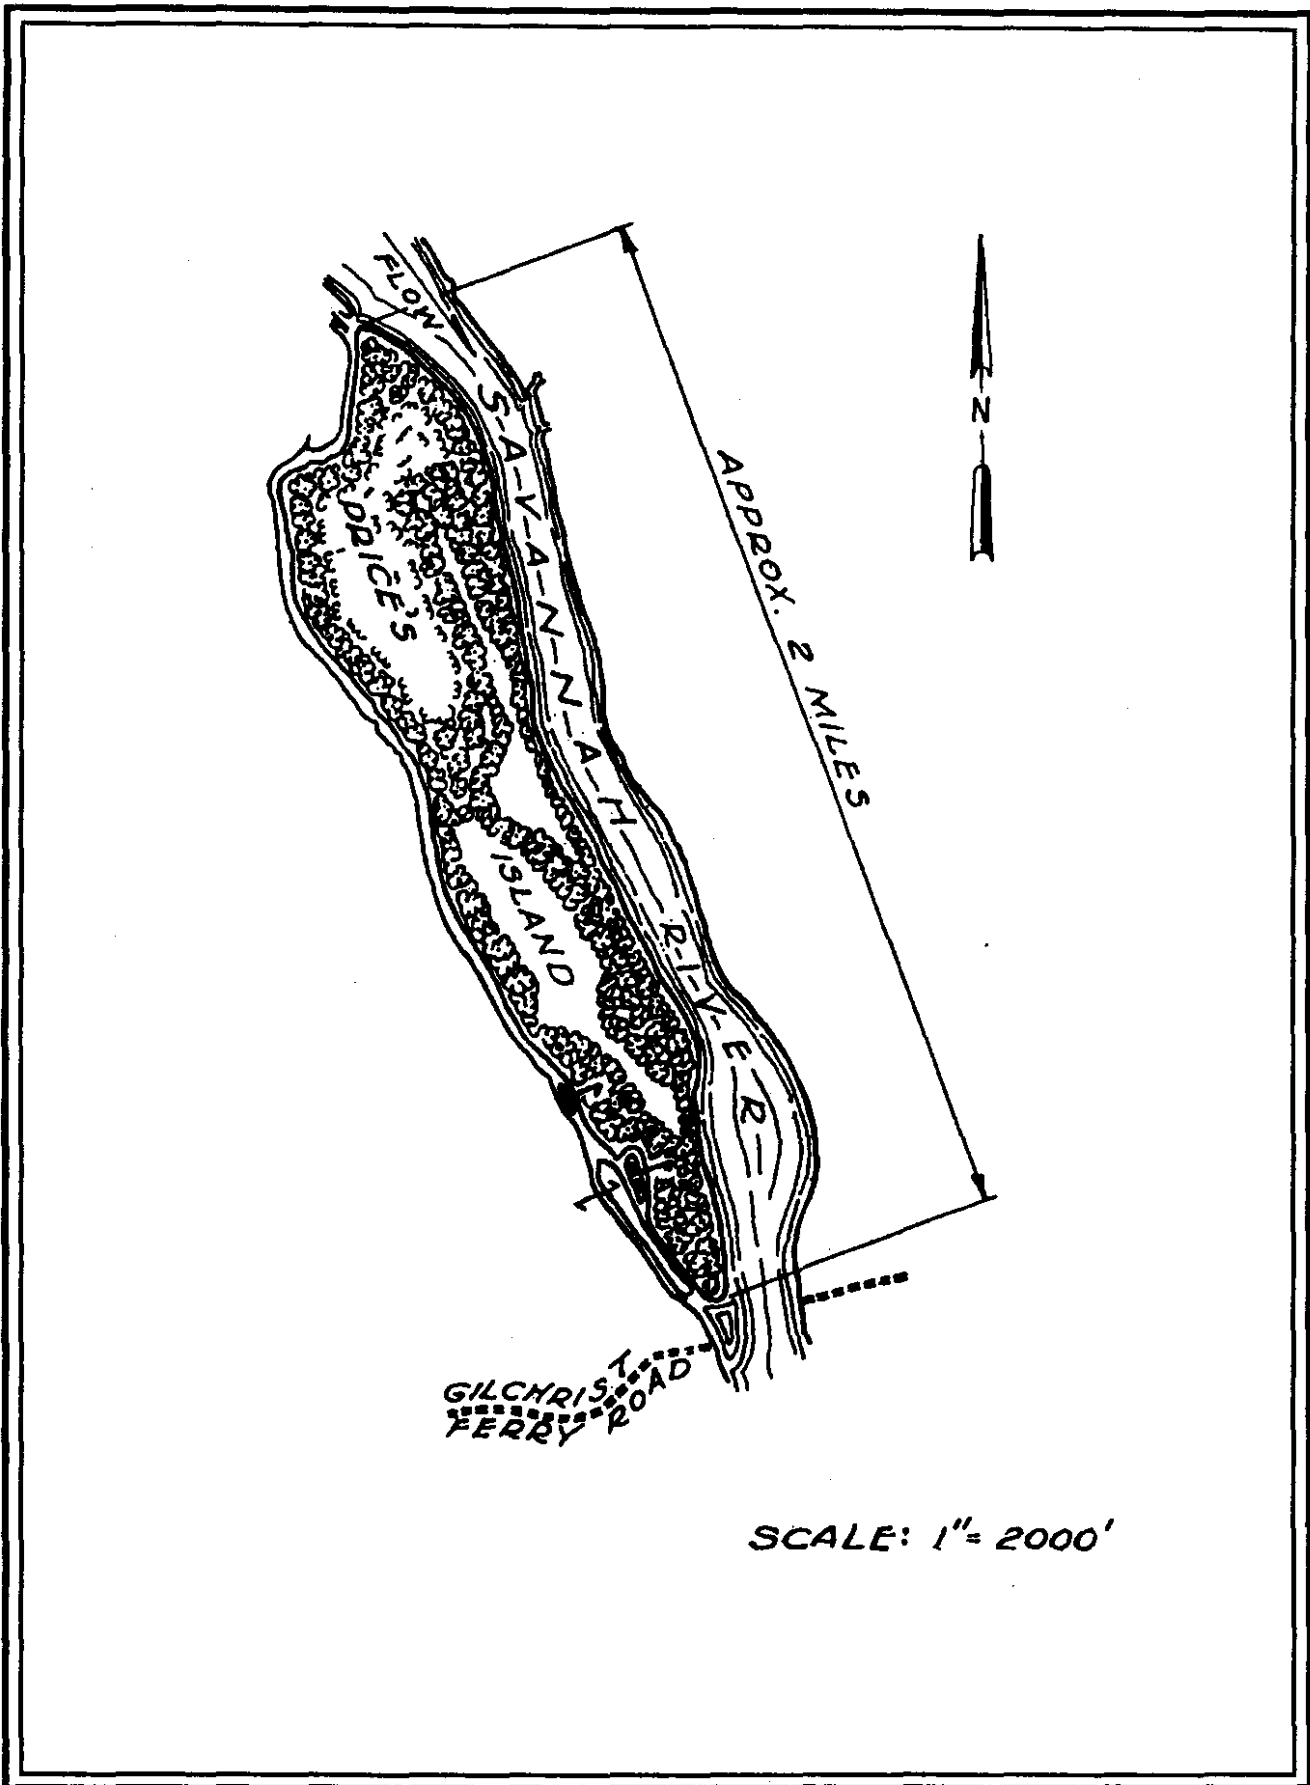 FLOW
S-A-V-A-N-N-A-H R-I-V-E-R
N
APPROX. 2 MILES
PRICE'S
ISLAND
GILCHRIST
FERRY ROAD
SCALE: 1"= 2000'